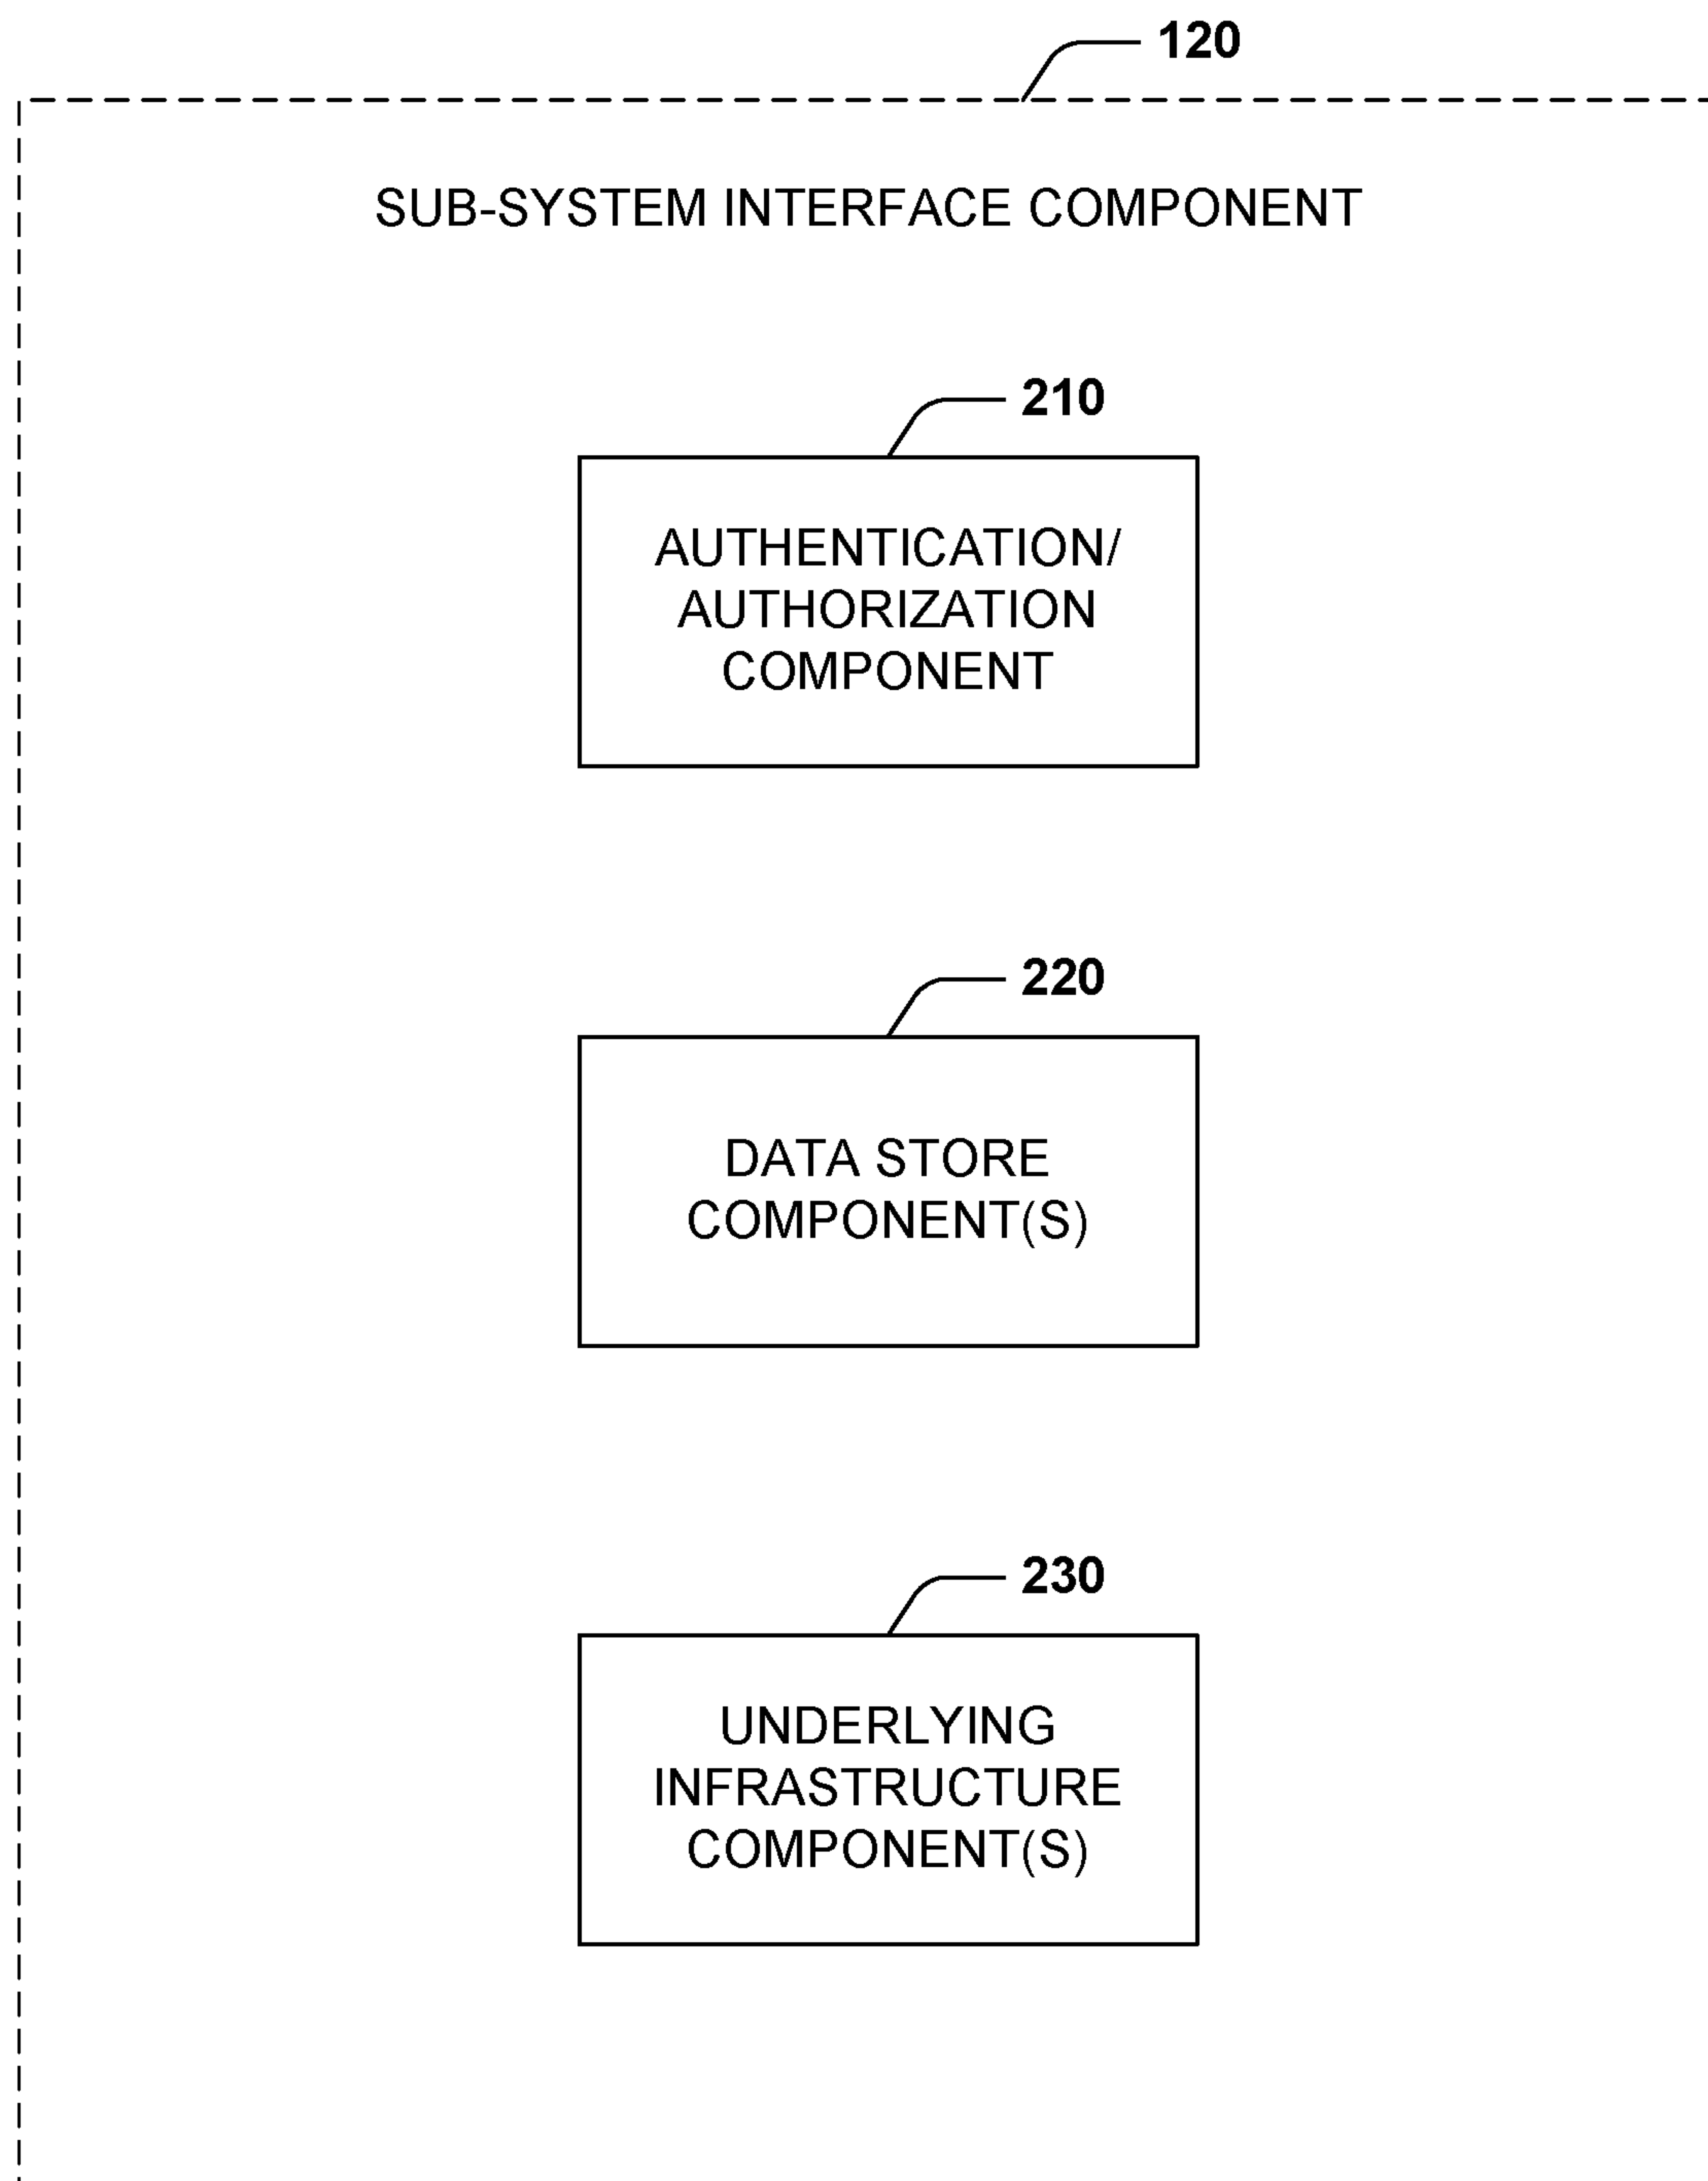 120
SUB-SYSTEM INTERFACE COMPONENT
210
AUTHENTICATION/
AUTHORIZATION
COMPONENT
220
DATA STORE
COMPONENT(S)
230
UNDERLYING
INFRASTRUCTURE
COMPONENT(S)